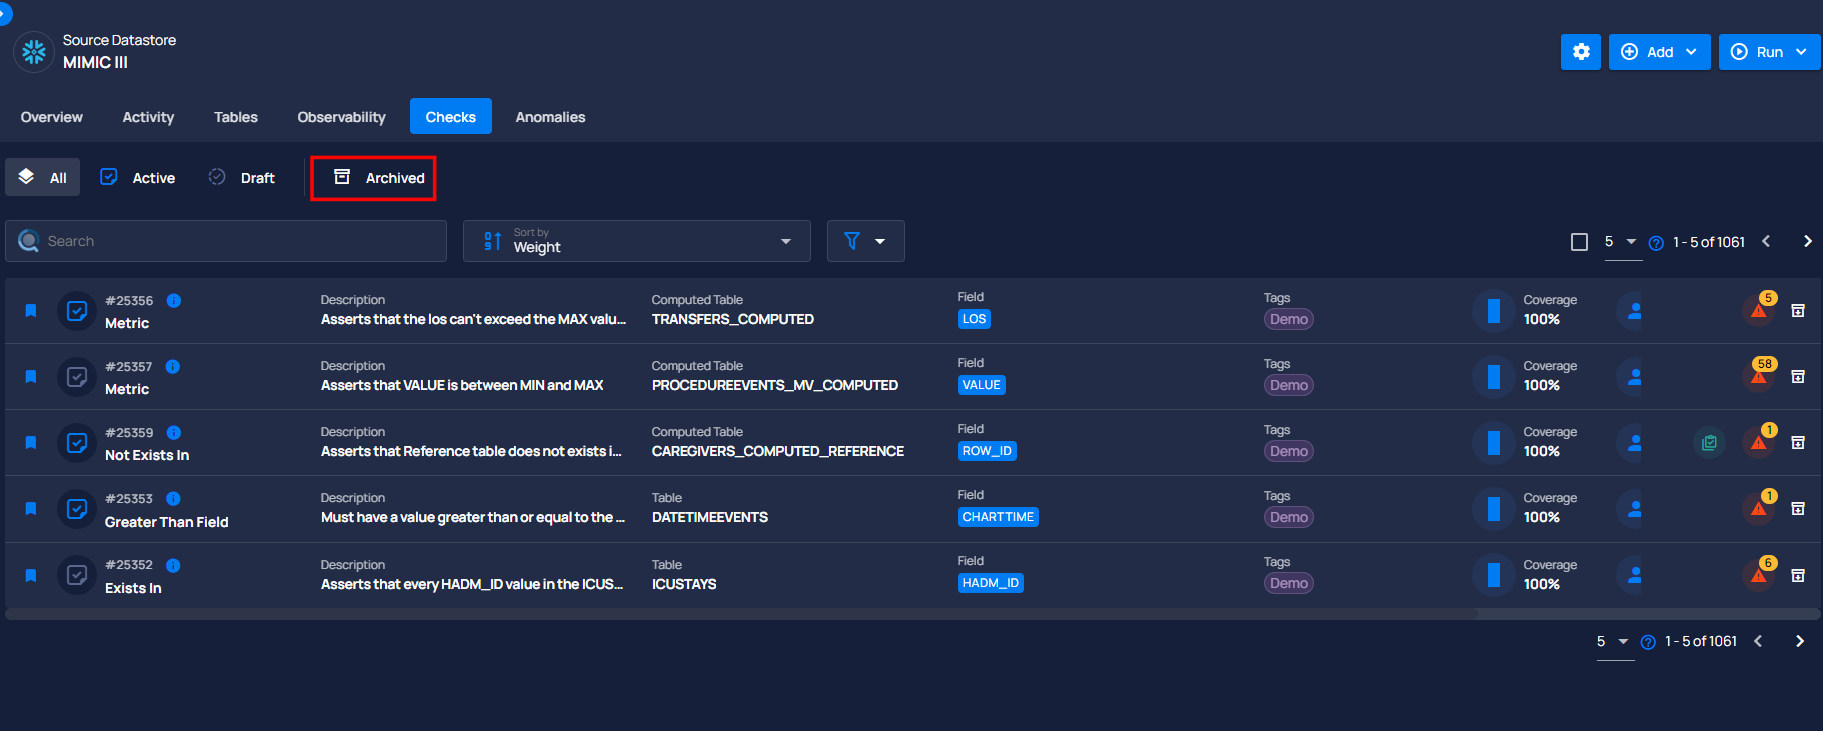 Source Datastore
MIMIC III
Add
Run
Overview
Activity
Tables
Observability
Checks
Anomalies
All
Active
Draft
Archived
Search
Sort by
Weight
5
1 - 5 of 1061
#25356
Metric
Description
Asserts that the los can't exceed the MAX valu...
Computed Table
TRANSFERS_COMPUTED
Field
LOS
Tags
Demo
Coverage
100%
5
#25357
Metric
Description
Asserts that VALUE is between MIN and MAX
Computed Table
PROCEDUREEVENTS_MV_COMPUTED
Field
VALUE
Tags
Demo
Coverage
100%
58
#25359
Not Exists In
Description
Asserts that Reference table does not exists i...
Computed Table
CAREGIVERS_COMPUTED_REFERENCE
Field
ROW_ID
Tags
Demo
Coverage
100%
1
#25353
Greater Than Field
Description
Must have a value greater than or equal to the ...
Table
DATETIMEEVENTS
Field
CHARTTIME
Tags
Demo
Coverage
100%
1
#25352
Exists In
Description
Asserts that every HADM_ID value in the ICUS...
Table
ICUSTAYS
Field
HADM_ID
Tags
Demo
Coverage
100%
6
5
1 - 5 of 1061